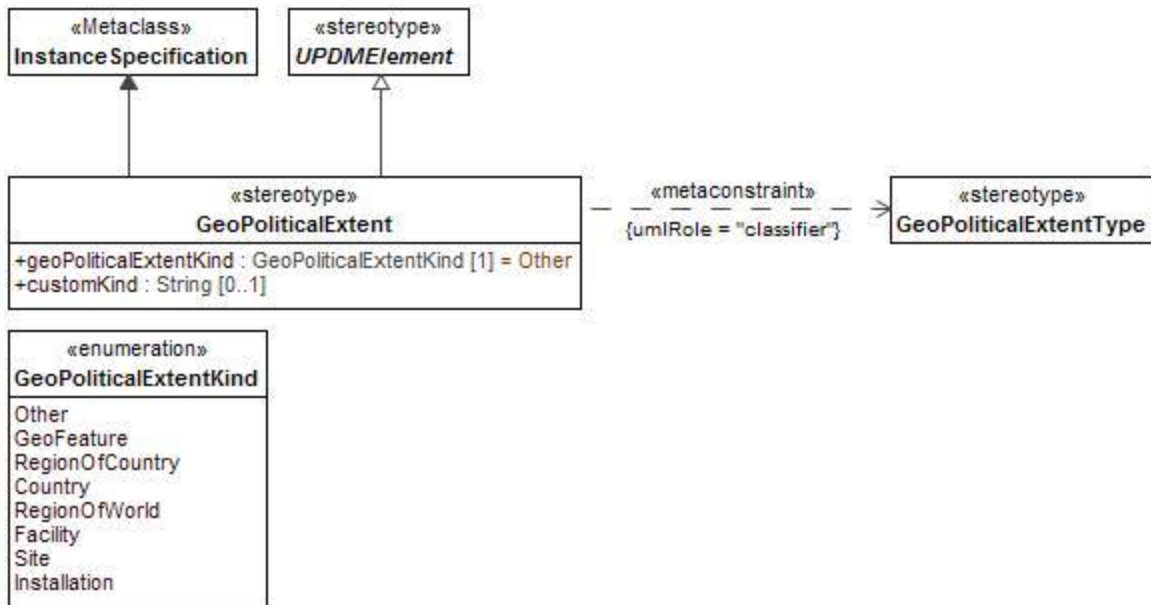 «Metaclass»
InstanceSpecification
«stereotype»
UPDMElement
«stereotype»
GeoPoliticalExtent
+geoPoliticalExtentKind : GeoPoliticalExtentKind [1] = Other
+customKind : String [0..1]
«metaconstraint»
{umlRole = "classifier"}
«stereotype»
GeoPoliticalExtentType
«enumeration»
GeoPoliticalExtentKind
Other
GeoFeature
RegionOfCountry
Country
RegionOfWorld
Facility
Site
Installation